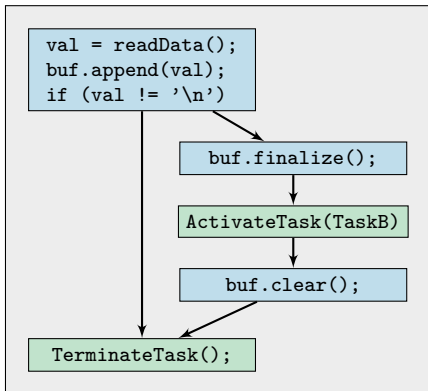 val = readData();
buf.append(val);
if (val != '\n')
buf.finalize();
ActivateTask(TaskB)
buf.clear();
TerminateTask();